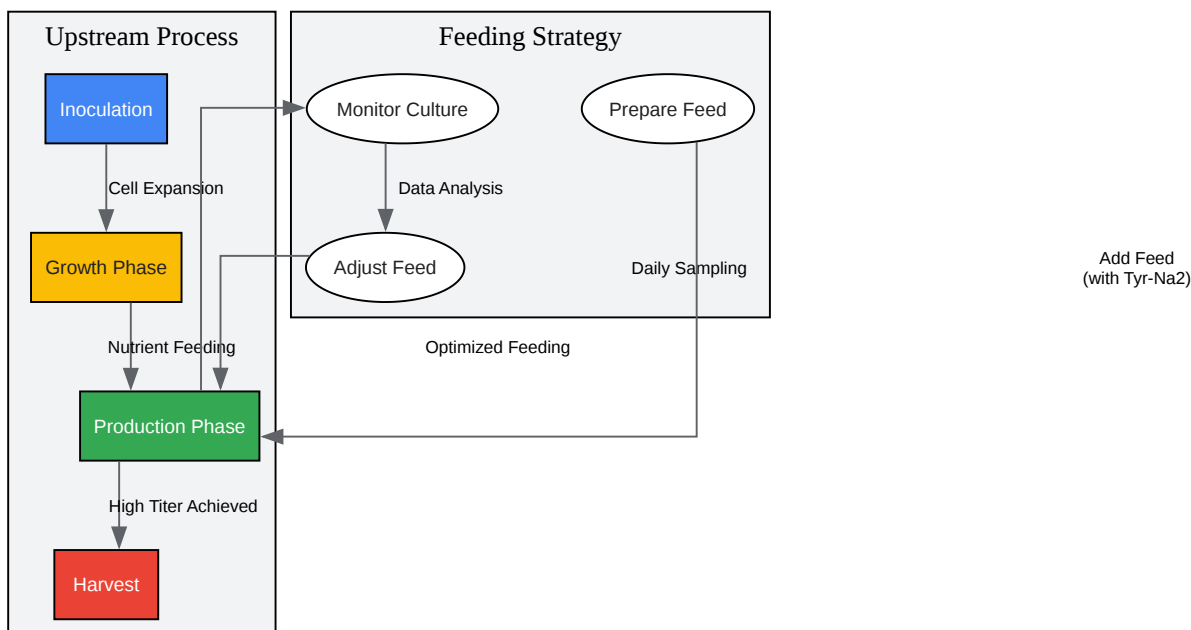 Upstream Process
Feeding Strategy
Inoculation
Monitor Culture
Prepare Feed
Cell Expansion
Data Analysis
Growth Phase
Adjust Feed
Daily Sampling
Add Feed
(with Tyr-Na2)
Nutrient Feeding
Optimized Feeding
Production Phase
High Titer Achieved
Harvest